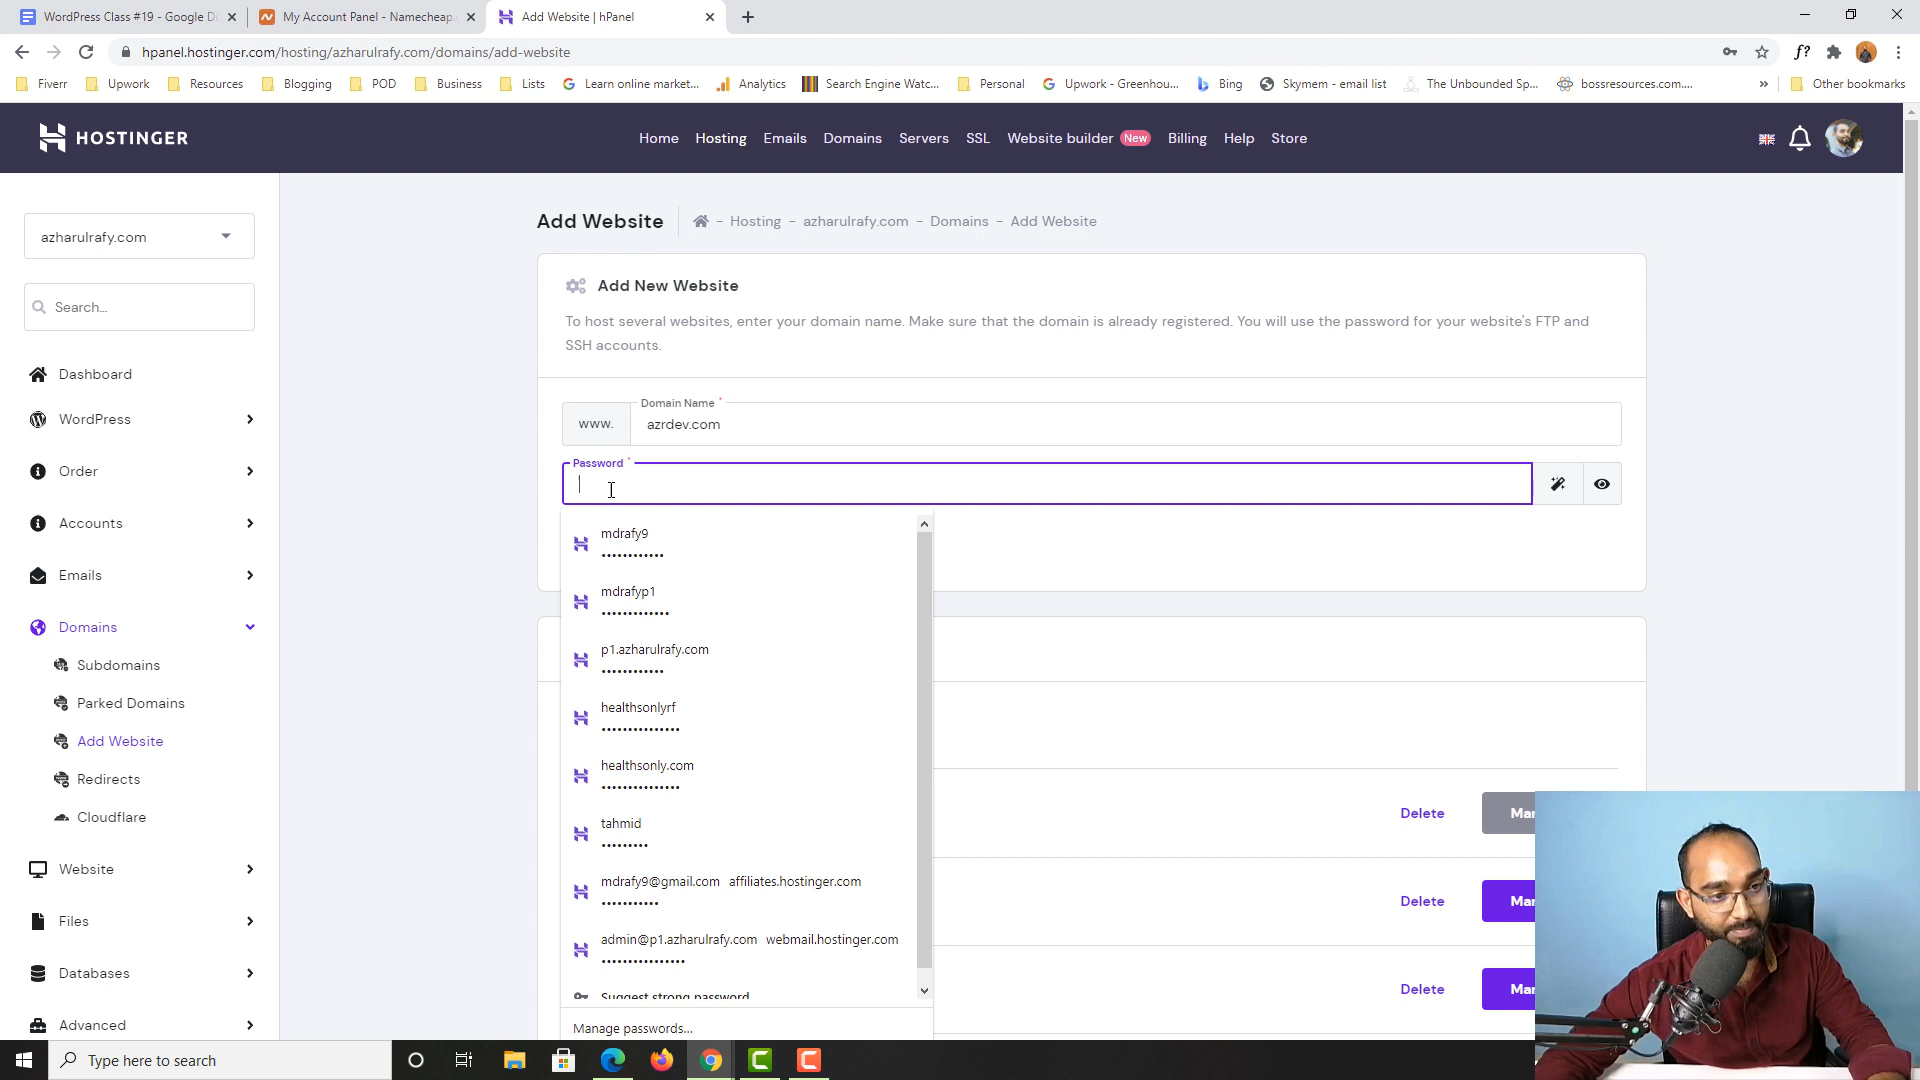 WordPress Class #19 - Google Do
My Account Panel - Namecheap.
Add Website | hPanel
hpanel.hostinger.com/hosting/azharulrafy.com/domains/add-website
f?
Fiverr
Upwork
Resources
Blogging
POD
Business
Lists
Learn online market...
Analytics
Search Engine Watc...
Personal
Upwork - Greenhou...
Bing
Skymem - email list
The Unbounded Sp...
bossresources.com....
»
Other bookmarks
HOSTINGER
Home
Hosting
Emails
Domains
Servers
SSL
Website builder New
Billing
Help
Store
azharulrafy.com
Search...
Dashboard
WordPress
Order
Accounts
Emails
Domains
Subdomains
Parked Domains
Add Website
Redirects
Cloudflare
Website
Files
Databases
Advanced
Add Website
- Hosting - azharulrafy.com - Domains - Add Website
Add New Website
To host several websites, enter your domain name. Make sure that the domain is already registered. You will use the password for your website's FTP and
SSH accounts.
Domain Name *
www. azrdev.com
Password *
mdrafy9
••••••••••••
mdrafyp1
•••••••••••••
p1.azharulrafy.com
••••••••••••
healthsonlyrf
•••••••••••••••
healthsonly.com
•••••••••••••••
tahmid
•••••••••
mdrafy9@gmail.com affiliates.hostinger.com
•••••••••••
admin@p1.azharulrafy.com webmail.hostinger.com
••••••••••••••••
Suggest strong password
Manage passwords...
Delete Man
Delete Man
Delete Man
Type here to search